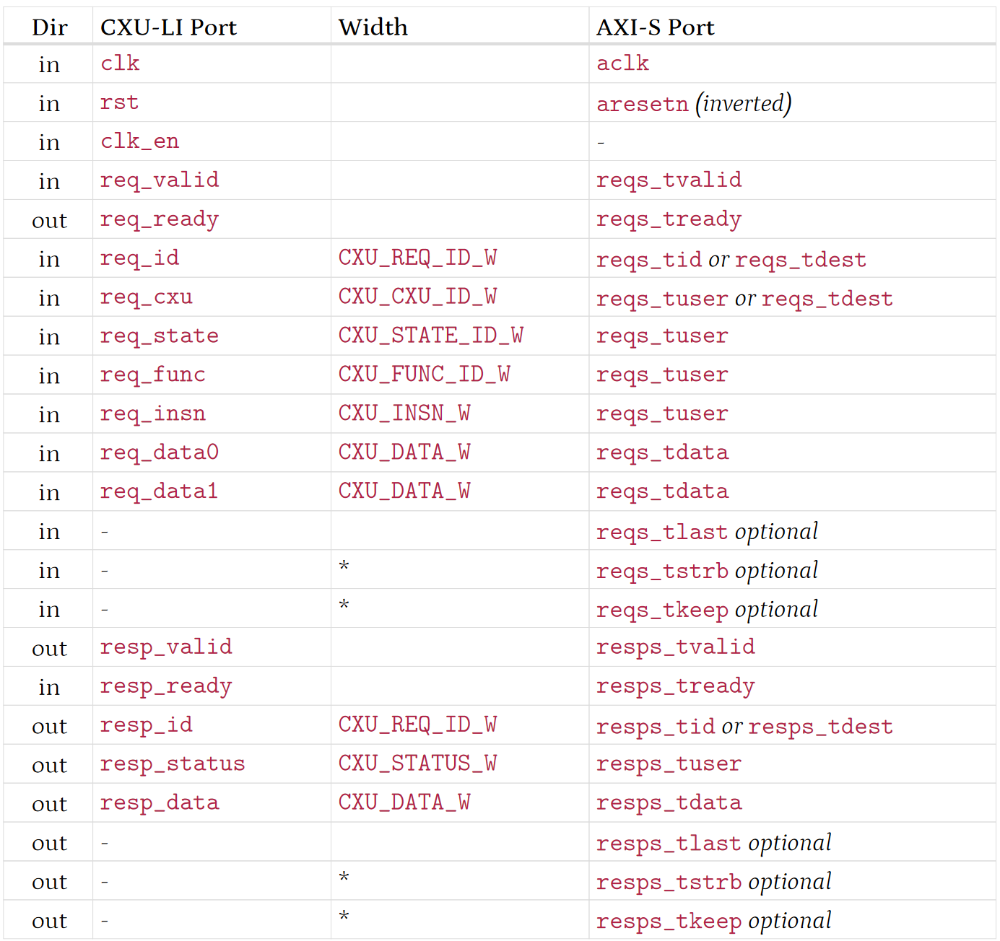 Dir CXU-LI Port Width AXI-S Port
in clk aclk
in rst aresetn (inverted)
in clk_en -
in req_valid reqs_tvalid
out req_ready reqs_tready
in req_id CXU_REQ_ID_W reqs_tid or reqs_tdest
in req_cxu CXU_CXU_ID_W reqs_tuser or reqs_tdest
in req_state CXU_STATE_ID_W reqs_tuser
in req_func CXU_FUNC_ID_W reqs_tuser
in req_insn CXU_INSN_W reqs_tuser
in req_data0 CXU_DATA_W reqs_tdata
in req_data1 CXU_DATA_W reqs_tdata
in - reqs_tlast optional
in - * reqs_tstrb optional
in - * reqs_tkeep optional
out resp_valid resps_tvalid
in resp_ready resps_tready
out resp_id CXU_REQ_ID_W resps_tid or resps_tdest
out resp_status CXU_STATUS_W resps_tuser
out resp_data CXU_DATA_W resps_tdata
out - resps_tlast optional
out - * resps_tstrb optional
out - * resps_tkeep optional